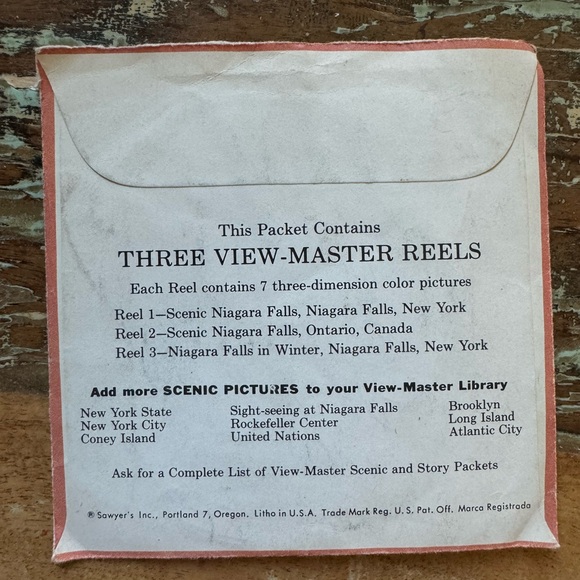 This Packet Contains
THREE VIEW-MASTER REELS
Each Reel contains 7 three-dimension color pictures
Reel 1—Scenic Niagara Falls, Niagara Falls, New York
Reel 2—Scenic Niagara Falls, Ontario, Canada
Reel 3—Niagara Falls in Winter, Niagara Falls, New York
Add more SCENIC PICTURES to your View-Master Library
New York State Sight-seeing at Niagara Falls Brooklyn
New York City Rockefeller Center Long Island
Coney Island United Nations Atlantic City
Ask for a Complete List of View-Master Scenic and Story Packets
® Sawyer's Inc., Portland 7, Oregon. Litho in U.S.A. Trade Mark Reg. U.S. Pat. Off. Marca Registrada